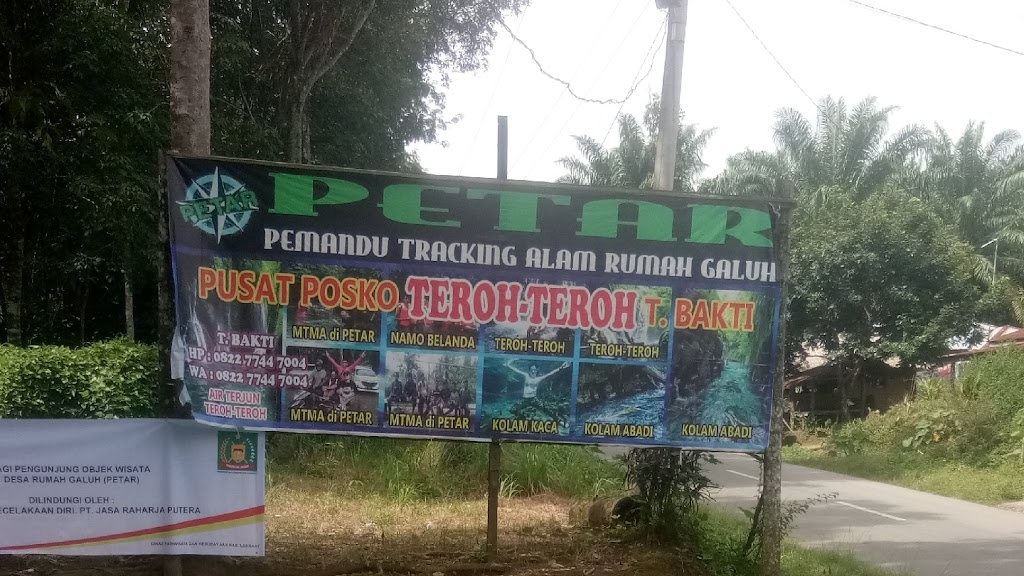 PETAR
PETAR
PEMANDU TRACKING ALAM RUMAH GALUH
PUSAT POSKO TEROH-TEROH T. BAKTI
T. BAKTI
HP : 0822 7744 7004
WA : 0822 7744 7004
AIR TERJUN
TEROH-TEROH
MTMA di PETAR
NAMO BELANDA
TEROH-TEROH
TEROH-TEROH
MTMA di PETAR
MTMA di PETAR
KOLAM KACA
KOLAM ABADI
KOLAM ABADI
AGI PENGUNJUNG OBJEK WISATA
DESA RUMAH GALUH (PETAR)
DILINDUNGI OLEH :
ECELAKAAN DIRI. PT. JASA RAHARJA PUTERA